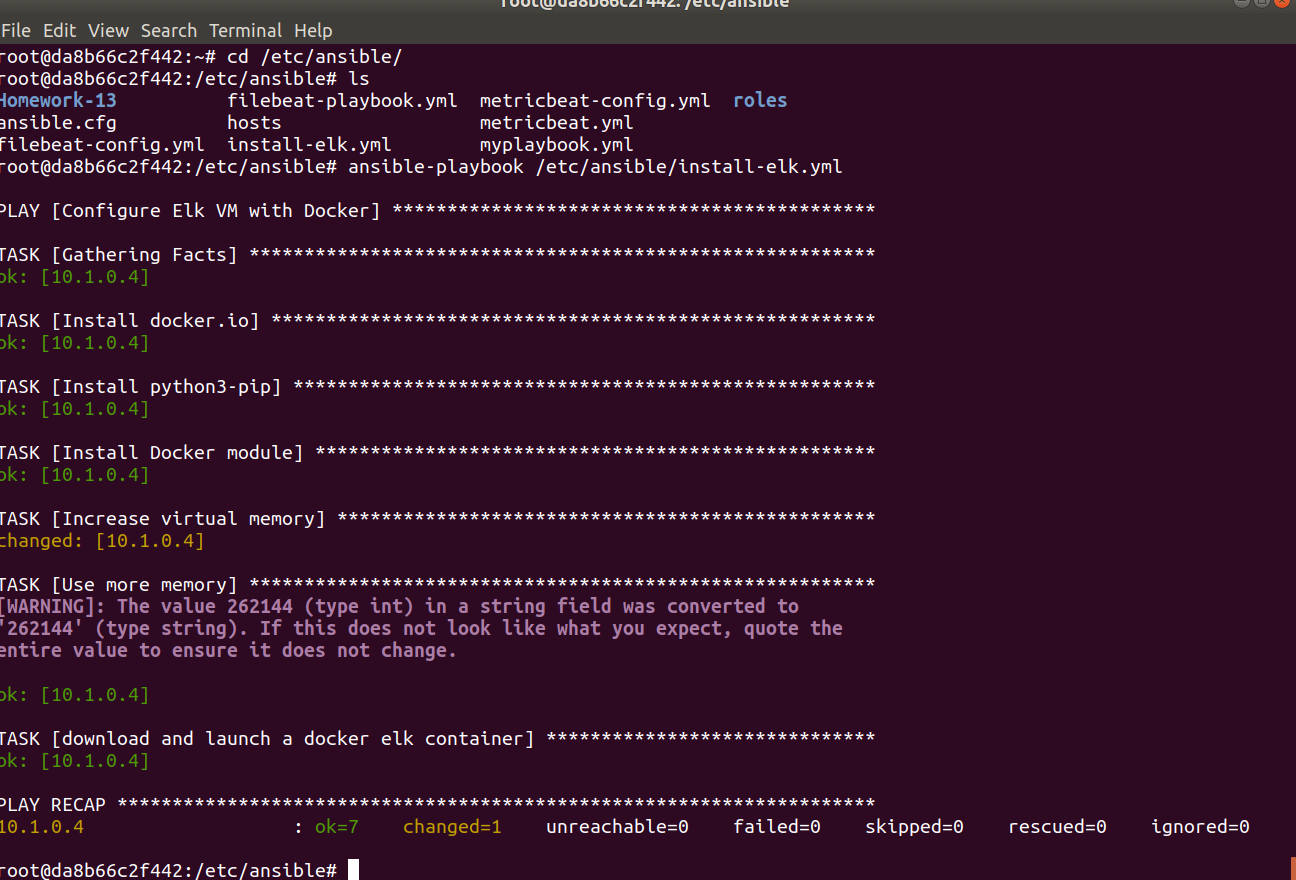 root@da8b66c2f442: /etc/ansible
File Edit View Search Terminal Help
root@da8b66c2f442:~# cd /etc/ansible/
root@da8b66c2f442:/etc/ansible# ls
Homework-13 filebeat-playbook.yml metricbeat-config.yml roles
ansible.cfg hosts metricbeat.yml
filebeat-config.yml install-elk.yml myplaybook.yml
root@da8b66c2f442:/etc/ansible# ansible-playbook /etc/ansible/install-elk.yml
PLAY [Configure Elk VM with Docker] ********************************************
TASK [Gathering Facts] *********************************************************
ok: [10.1.0.4]
TASK [Install docker.io] *******************************************************
ok: [10.1.0.4]
TASK [Install python3-pip] *****************************************************
ok: [10.1.0.4]
TASK [Install Docker module] ***************************************************
ok: [10.1.0.4]
TASK [Increase virtual memory] *************************************************
changed: [10.1.0.4]
TASK [Use more memory] *********************************************************
[WARNING]: The value 262144 (type int) in a string field was converted to
'262144' (type string). If this does not look like what you expect, quote the
entire value to ensure it does not change.
ok: [10.1.0.4]
TASK [download and launch a docker elk container] ******************************
ok: [10.1.0.4]
PLAY RECAP *********************************************************************
10.1.0.4 : ok=7 changed=1 unreachable=0 failed=0 skipped=0 rescued=0 ignored=0
root@da8b66c2f442:/etc/ansible#